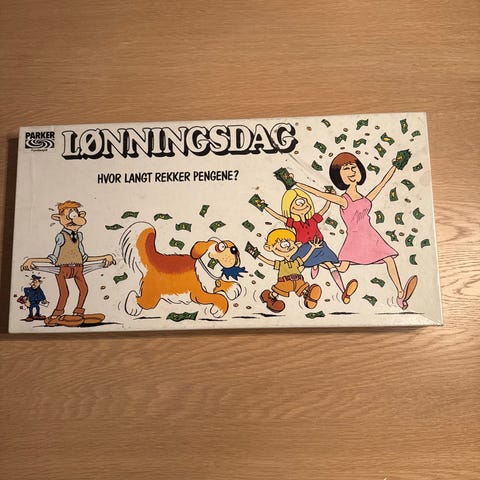 PARKER
LØNNINGSDAG
HVOR LANGT REKKER PENGENE?